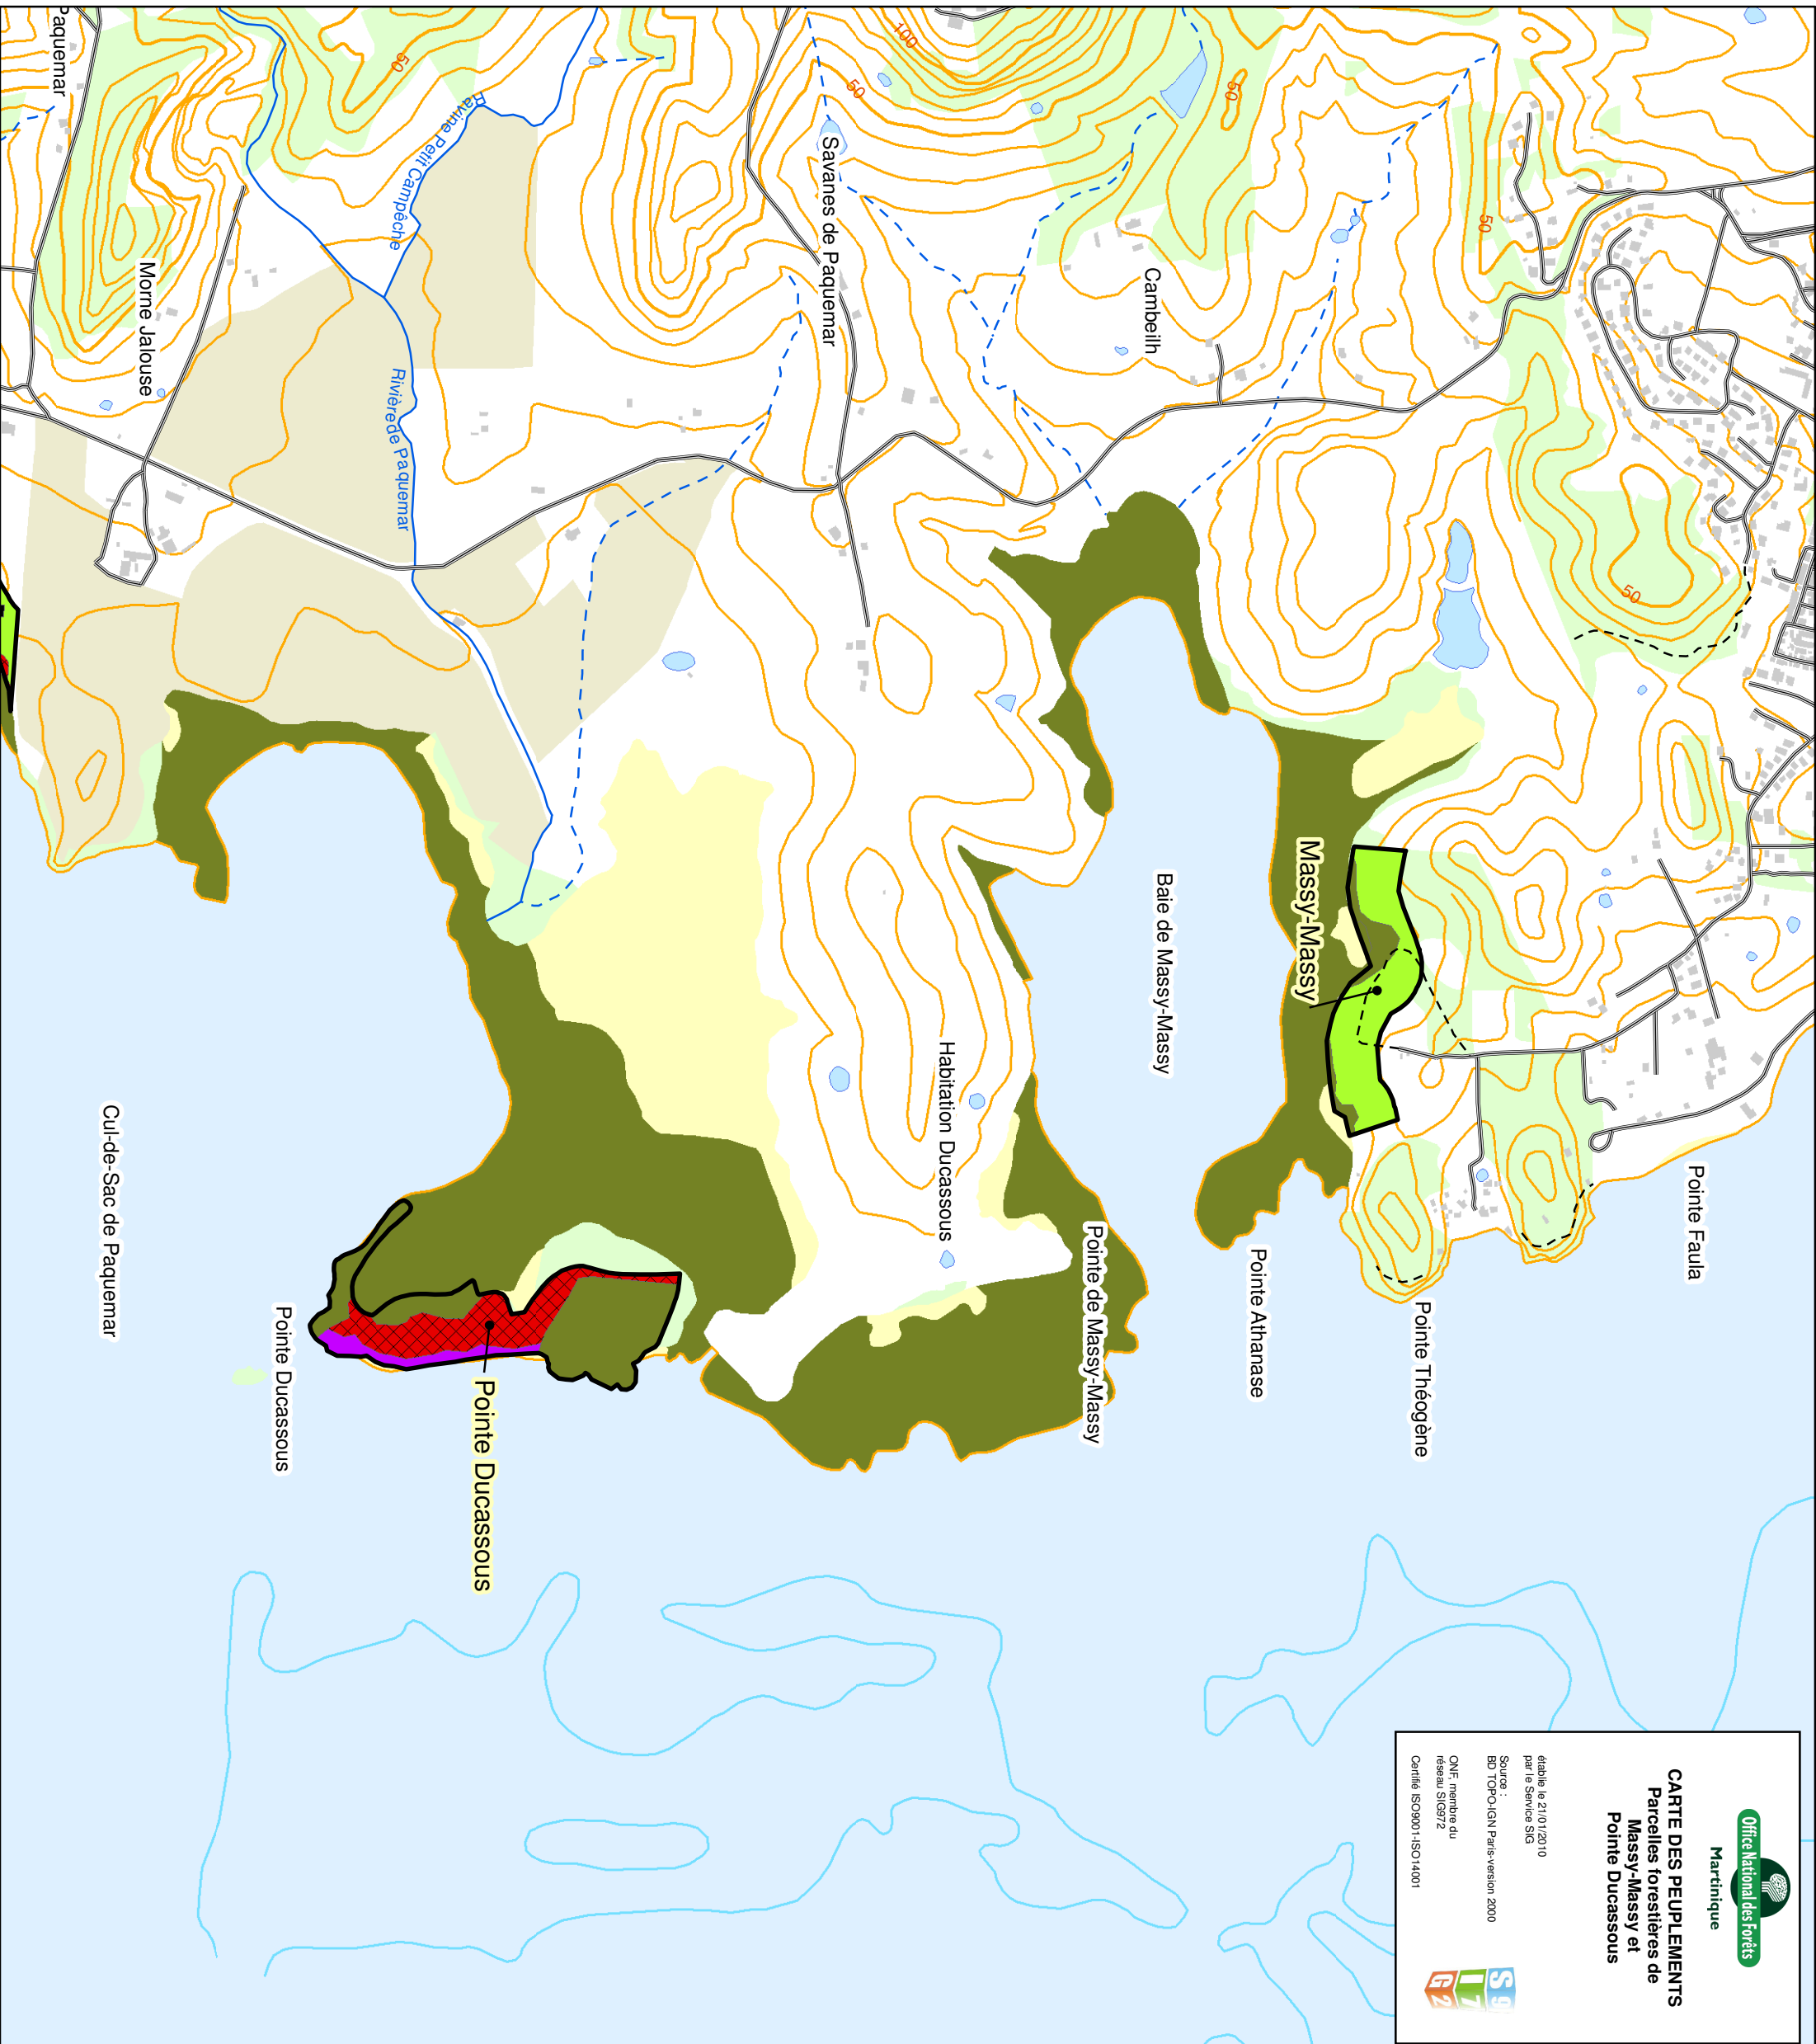 Office National des Forêts
Martinique
CARTE DES PEUPLEMENTS
Parcelles forestières de
Massy-Massy et
Pointe Ducassous
établie le 21/01/2010
par le Service SIG
Source :
BD TOPO-IGN Paris-version 2000
ONF, membre du
réseau SIG972
Certifié ISO9001-ISO14001
S 9
I 7
G 2
Pointe Faula
50
50
Pointe Théogène
Massy-Massy
Pointe Athanase
50
Cambeilh
Baie de Massy-Massy
Pointe de Massy-Massy
100
Habitation Ducassous
50
Savanes de Paquemar
Pointe Ducassous
Ravine Petit Campêche
50
Rivière de Paquemar
Pointe Ducassous
Morne Jalouse
Cul-de-Sac de Paquemar
Paquemar